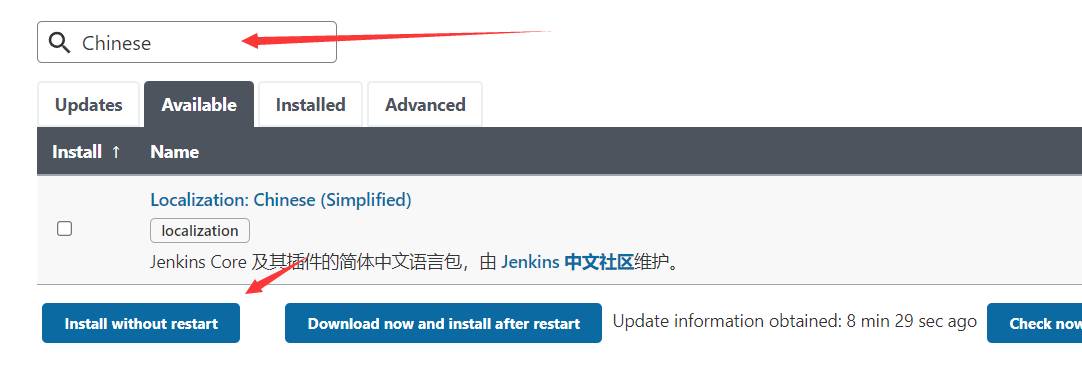 Chinese
Updates Available Installed Advanced
Install ↑ Name
Localization: Chinese (Simplified)
localization
Jenkins Core 及其插件的简体中文语言包，由 Jenkins 中文社区维护。
Install without restart Download now and install after restart Update information obtained: 8 min 29 sec ago Check now